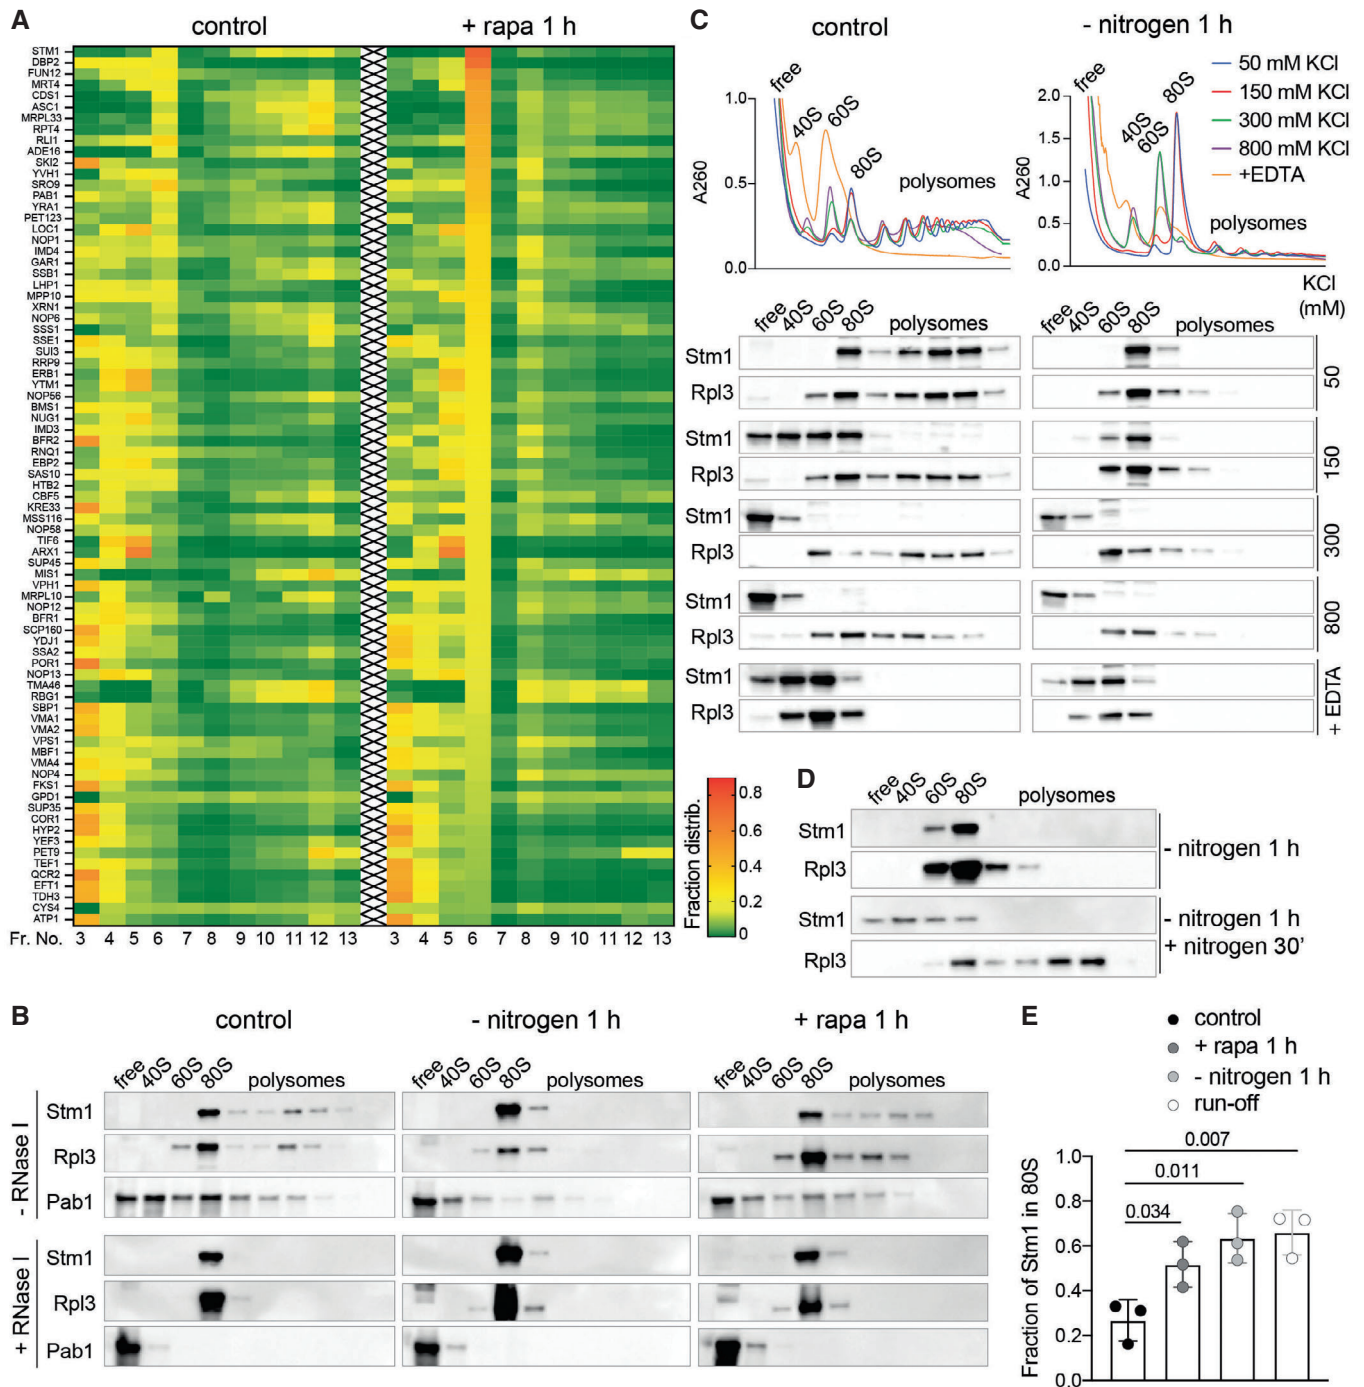 A
control
+ rapa 1 h
STM1
DBP2
FUN12
MRT4
CDS1
ASC1
MRPL33
RPT4
RLI1
ADE16
SKI2
YVH1
SRO9
PAB1
YRA1
PET123
LOC1
NOP1
IMD4
GAR1
SSB1
LHP1
MPP10
XRN1
NOP6
SSS1
SSE1
SUI3
RRP9
ERB1
YTM1
NOP56
BMS1
NUG1
IMD3
BFR2
RNQ1
EBP2
SAS10
HTB2
CBF5
KRE33
MSS116
NOP58
TIF6
ARX1
SUP45
MIS1
VPH1
MRPL10
NOP12
BFR1
SCP160
YDJ1
SSA2
POR1
NOP13
TMA46
RBG1
SBP1
VMA1
VMA2
VPS1
MBF1
VMA4
NOP4
FKS1
GPD1
SUP35
COR1
HYP2
YEF3
PET9
TEF1
QCR2
EFT1
TDH3
CYS4
ATP1
Fr. No. 3 4 5 6 7 8 9 10 11 12 13 3 4 5 6 7 8 9 10 11 12 13
Fraction distrib.
0.8
0.6
0.4
0.2
0
B
control
- nitrogen 1 h
+ rapa 1 h
free 40S 60S 80S polysomes
free 40S 60S 80S polysomes
free 40S 60S 80S polysomes
- RNase I
Stm1
Rpl3
Pab1
+ RNase I
Stm1
Rpl3
Pab1
C
control
- nitrogen 1 h
50 mM KCl
150 mM KCl
300 mM KCl
800 mM KCl
+EDTA
A260
1.0
0.5
0.0
free
40S
60S
80S
polysomes
A260
2.0
1.5
1.0
0.5
0.0
free
40S
60S
80S
polysomes
KCl
(mM)
free 40S 60S 80S polysomes
free 40S 60S 80S polysomes
Stm1
Rpl3
50
Stm1
Rpl3
150
Stm1
Rpl3
300
Stm1
Rpl3
800
Stm1
Rpl3
+ EDTA
D
free 40S 60S 80S polysomes
Stm1
Rpl3
- nitrogen 1 h
Stm1
Rpl3
- nitrogen 1 h
+ nitrogen 30'
E
control
+ rapa 1 h
- nitrogen 1 h
run-off
Fraction of Stm1 in 80S
1.0
0.8
0.6
0.4
0.2
0.0
0.007
0.011
0.034